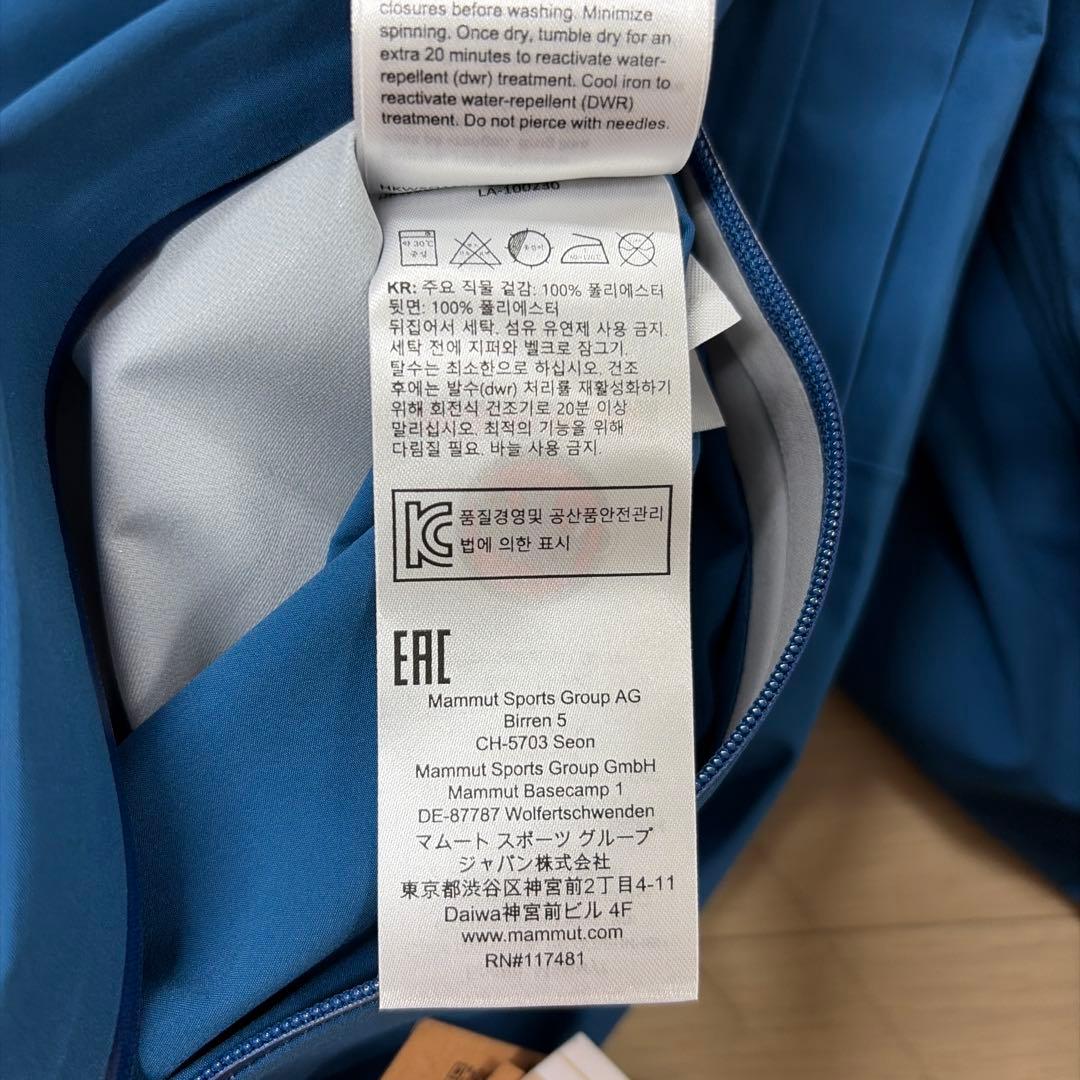 closures before washing. Minimize
spinning. Once dry, tumble dry for an
extra 20 minutes to reactivate water-
repellent (dwr) treatment. Cool iron to
reactivate water-repellent (DWR)
treatment. Do not pierce with needles.
LA-100230
약 30℃
중성
KR: 주요 직물 겉감: 100% 폴리에스터
뒷면: 100% 폴리에스터
뒤집어서 세탁. 섬유 유연제 사용 금지.
세탁 전에 지퍼와 벨크로 잠그기.
탈수는 최소한으로 하십시오. 건조
후에는 발수(dwr) 처리를 재활성화하기
위해 회전식 건조기로 20분 이상
말리십시오. 최적의 기능을 위해
다림질 필요. 바늘 사용 금지.
품질경영및 공산품안전관리
법에 의한 표시
EAC
Mammut Sports Group AG
Birren 5
CH-5703 Seon
Mammut Sports Group GmbH
Mammut Basecamp 1
DE-87787 Wolfertschwenden
マムート スポーツ グループ
ジャパン株式会社
東京都渋谷区神宮前2丁目4-11
Daiwa神宮前ビル 4F
www.mammut.com
RN#117481